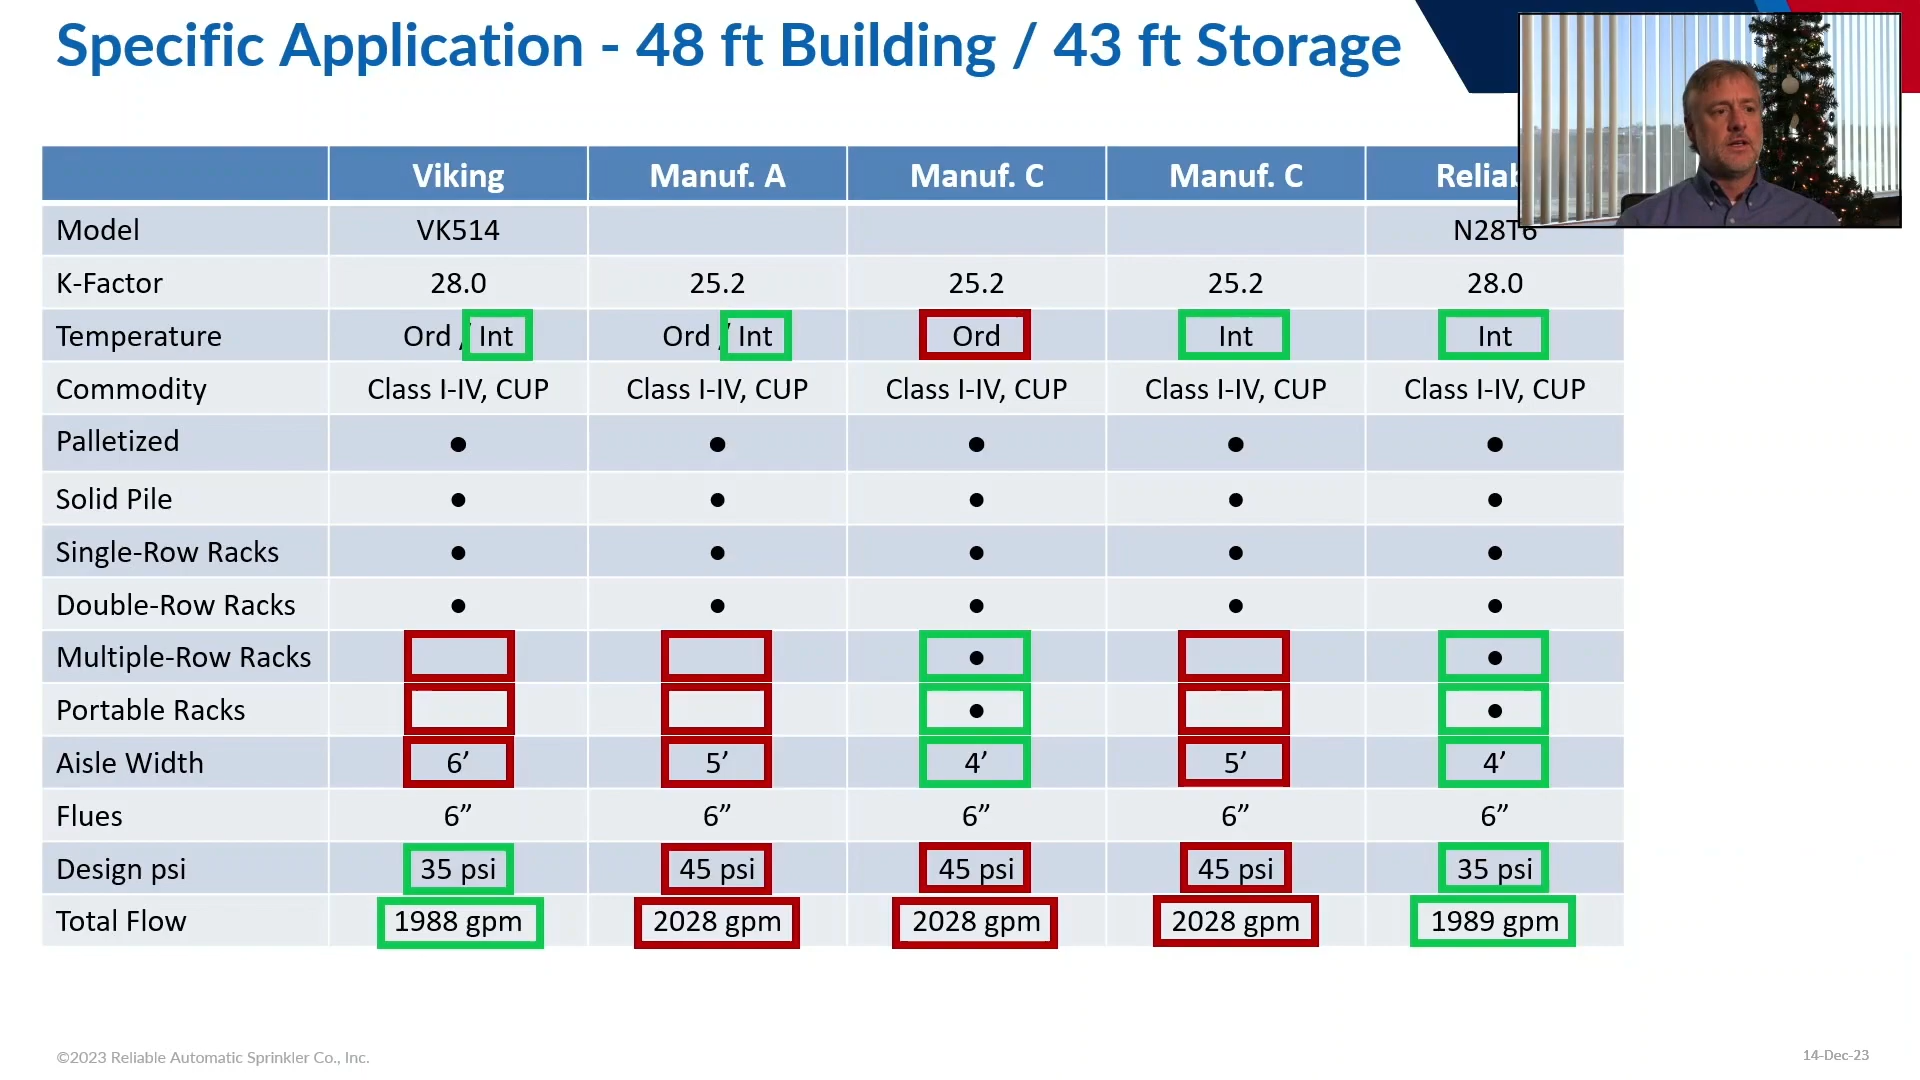 Specific Application - 48 ft Building / 43 ft Storage
Viking Manuf. A Manuf. C Manuf. C
Model VK514 N28T6
K-Factor 28.0 25.2 25.2 25.2 28.0
Temperature Ord / Int Ord / Int Ord Int Int
Commodity Class I-IV, CUP Class I-IV, CUP Class I-IV, CUP Class I-IV, CUP Class I-IV, CUP
Palletized ● ● ● ● ●
Solid Pile ● ● ● ● ●
Single-Row Racks ● ● ● ● ●
Double-Row Racks ● ● ● ● ●
Multiple-Row Racks ● ●
Portable Racks ● ●
Aisle Width 6’ 5’ 4’ 5’ 4’
Flues 6” 6” 6” 6” 6”
Design psi 35 psi 45 psi 45 psi 45 psi 35 psi
Total Flow 1988 gpm 2028 gpm 2028 gpm 2028 gpm 1989 gpm
©2023 Reliable Automatic Sprinkler Co., Inc.
14-Dec-23